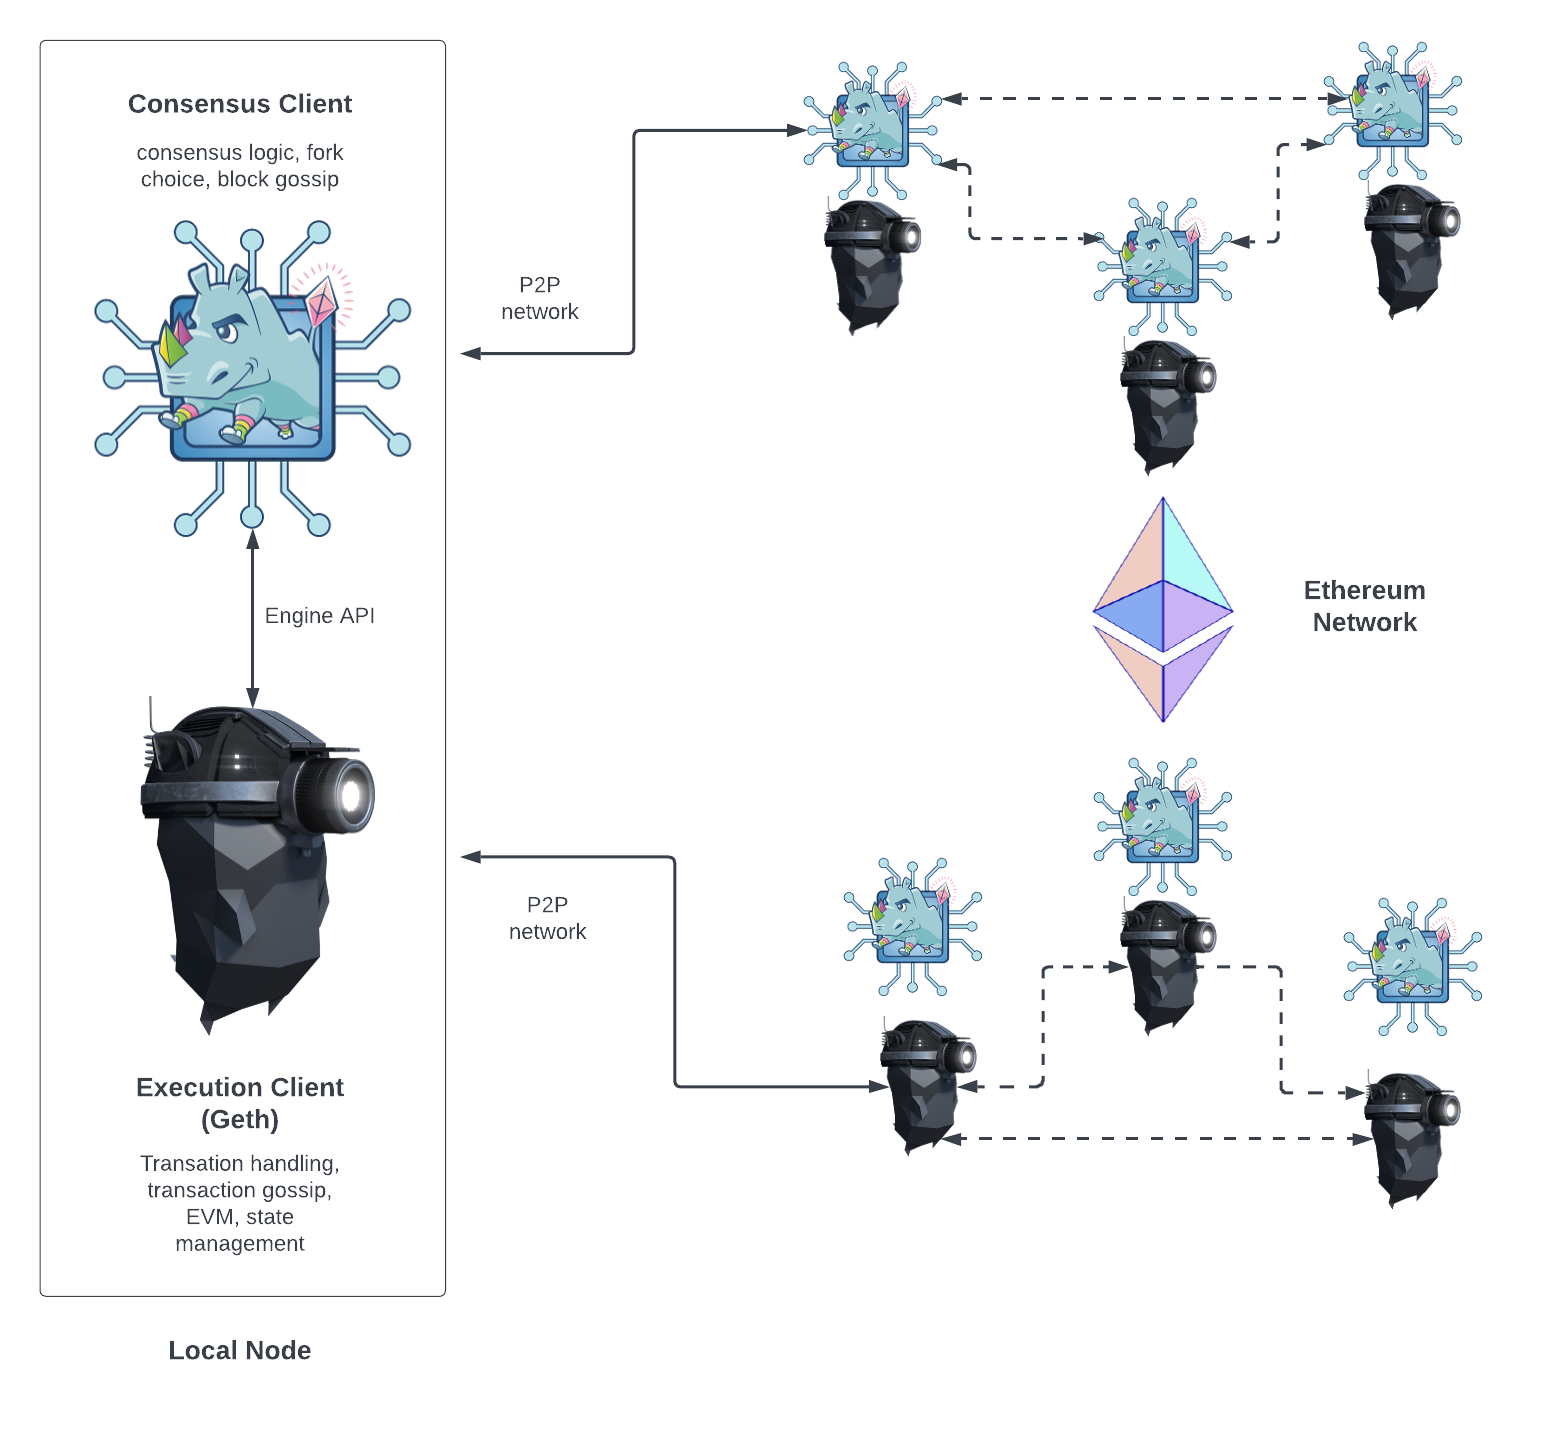 Consensus Client
consensus logic, fork
choice, block gossip
P2P
network
Engine API
Ethereum
Network
P2P
network
Execution Client
(Geth)
Transation handling,
transaction gossip,
EVM, state
management
Local Node